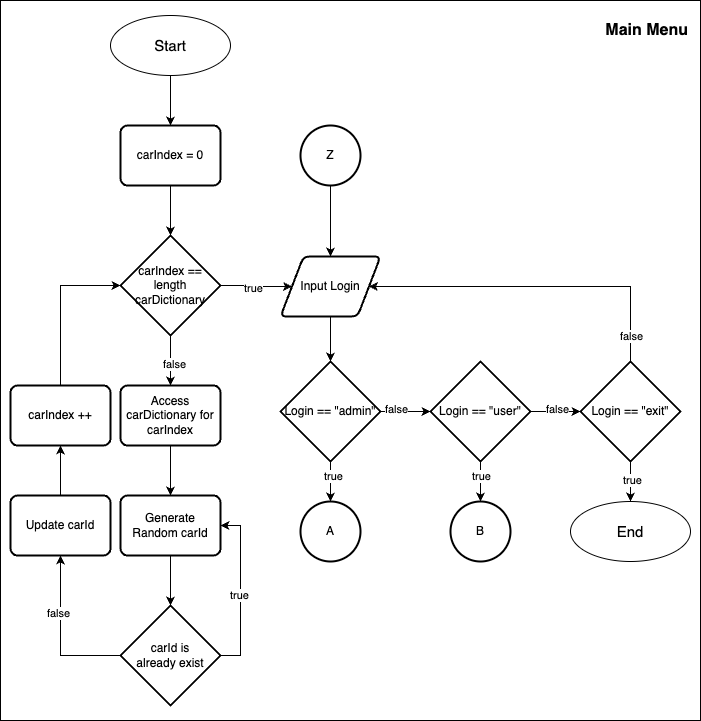 Main Menu
Start
carIndex = 0
Z
carIndex ==
length
carDictionary
true
Input Login
false
false
carIndex ++
Access
carDictionary for
carIndex
Login == "admin"
false
Login == "user"
false
Login == "exit"
true
true
true
Update carId
Generate
Random carId
A
B
End
false
true
carId is
already exist